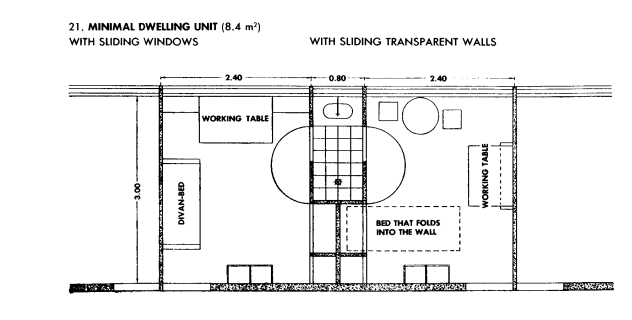 21. MINIMAL DWELLING UNIT (8.4 m²)
WITH SLIDING WINDOWS
WITH SLIDING TRANSPARENT WALLS
2.40
0.80
2.40
WORKING TABLE
3.00
DIVAN-BED
WORKING TABLE
BED THAT FOLDS
INTO THE WALL